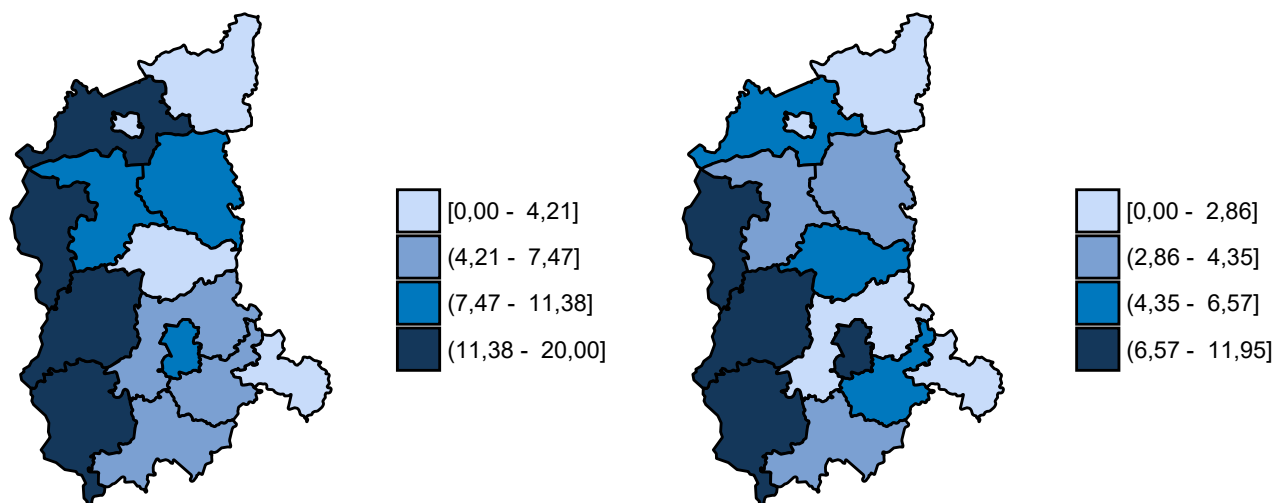 [0,00 - 4,21]
(4,21 - 7,47]
(7,47 - 11,38]
(11,38 - 20,00]
[0,00 - 2,86]
(2,86 - 4,35]
(4,35 - 6,57]
(6,57 - 11,95]